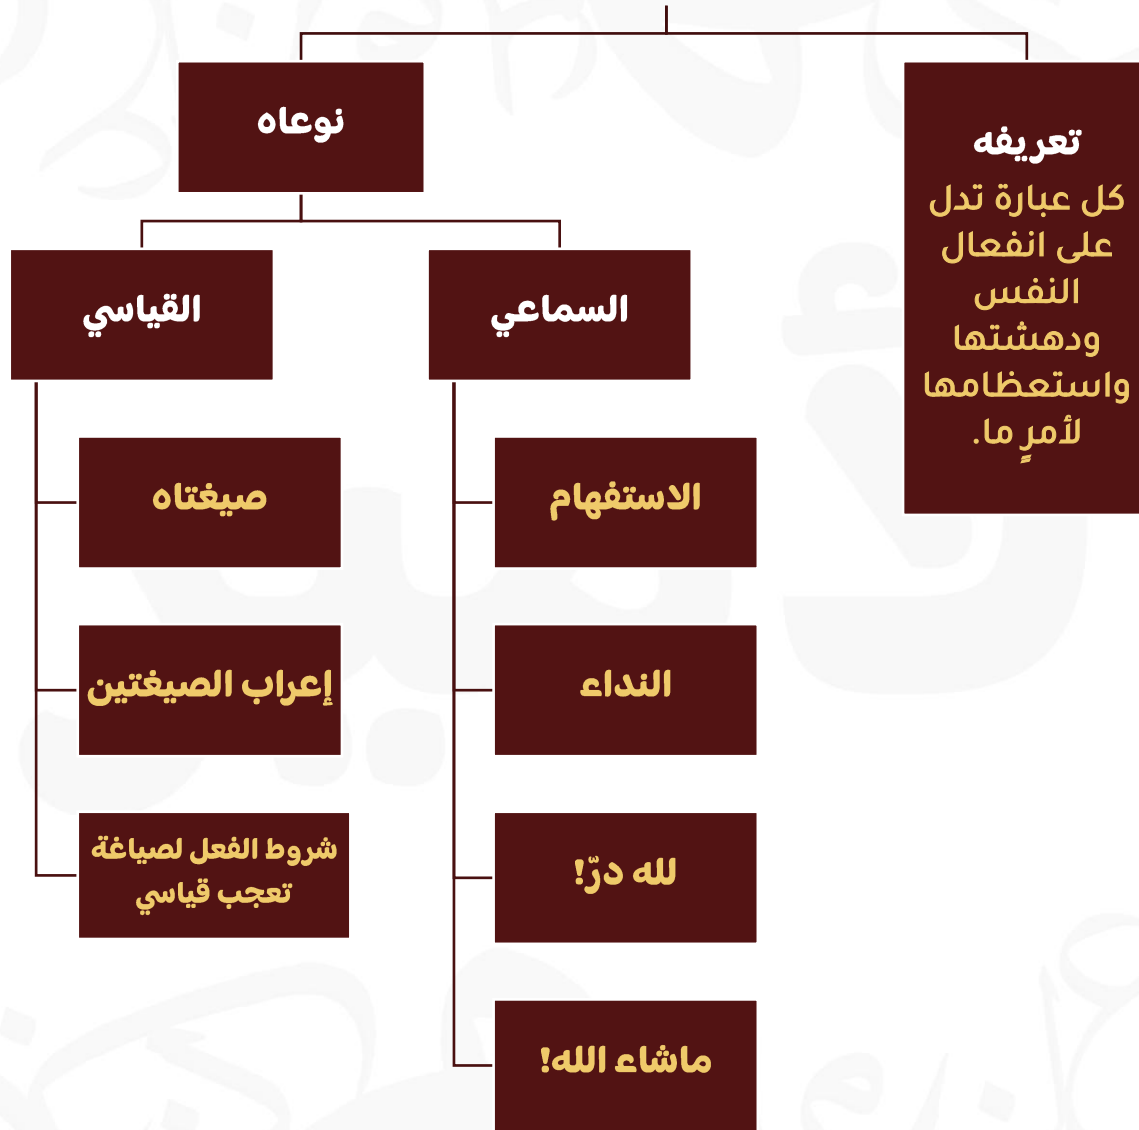 تعريفه
كل عبارة تدل
على انفعال
النفس
ودهشتها
واستعظامها
لأمرٍ ما.
نوعاه
السماعي
الاستفهام
النداء
لله درّ!
ماشاء الله!
القياسي
صيغتاه
إعراب الصيغتين
شروط الفعل لصياغة
تعجب قياسي